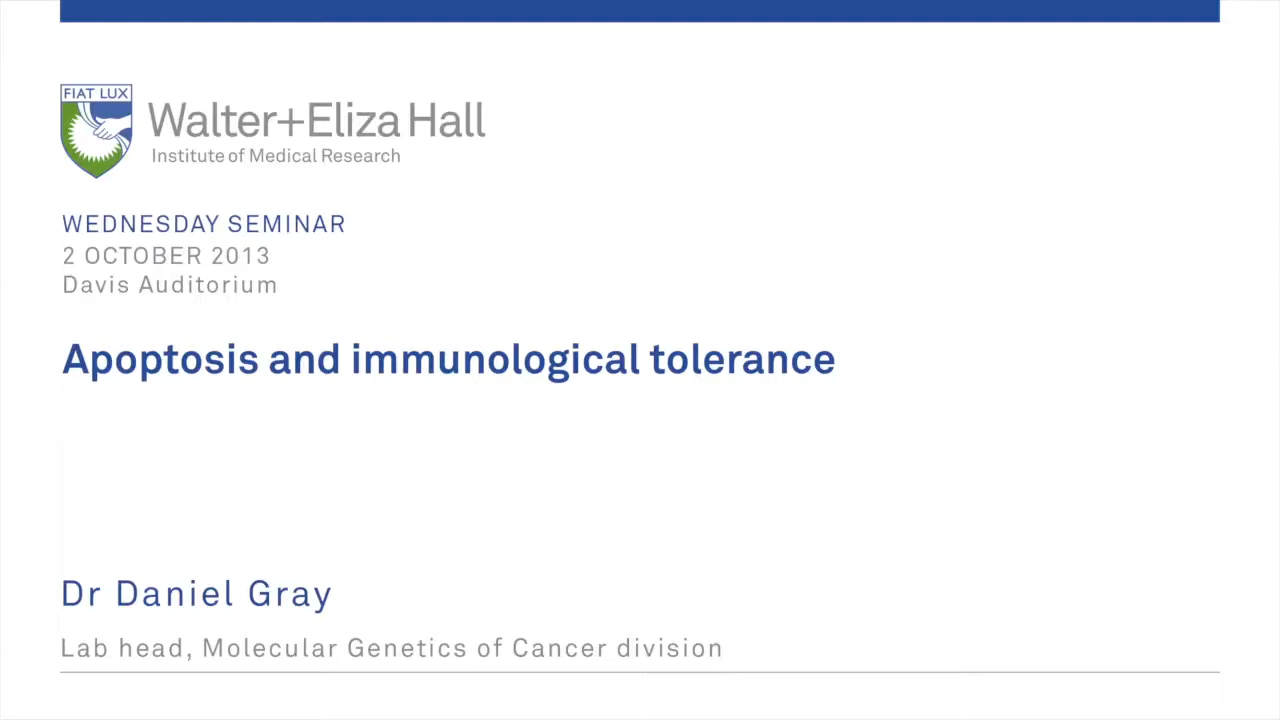 FIAT LUX
Walter+Eliza Hall
Institute of Medical Research
WEDNESDAY SEMINAR
2 OCTOBER 2013
Davis Auditorium
Apoptosis and immunological tolerance
Dr Daniel Gray
Lab head, Molecular Genetics of Cancer division